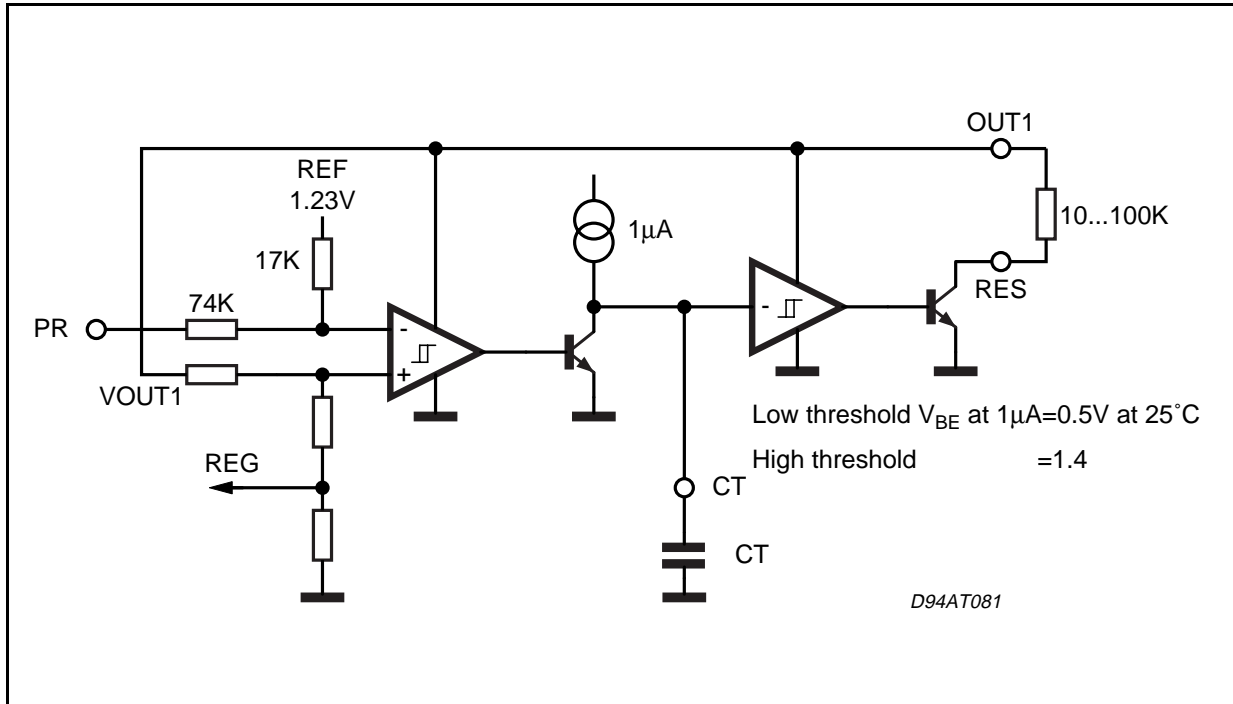 OUT1
REF
1.23V
17K
1μA
10...100K
74K
PR
-
-
RES
VOUT1
+
Low threshold V_BE at 1μA=0.5V at 25˚C
High threshold =1.4
REG
CT
CT
D94AT081